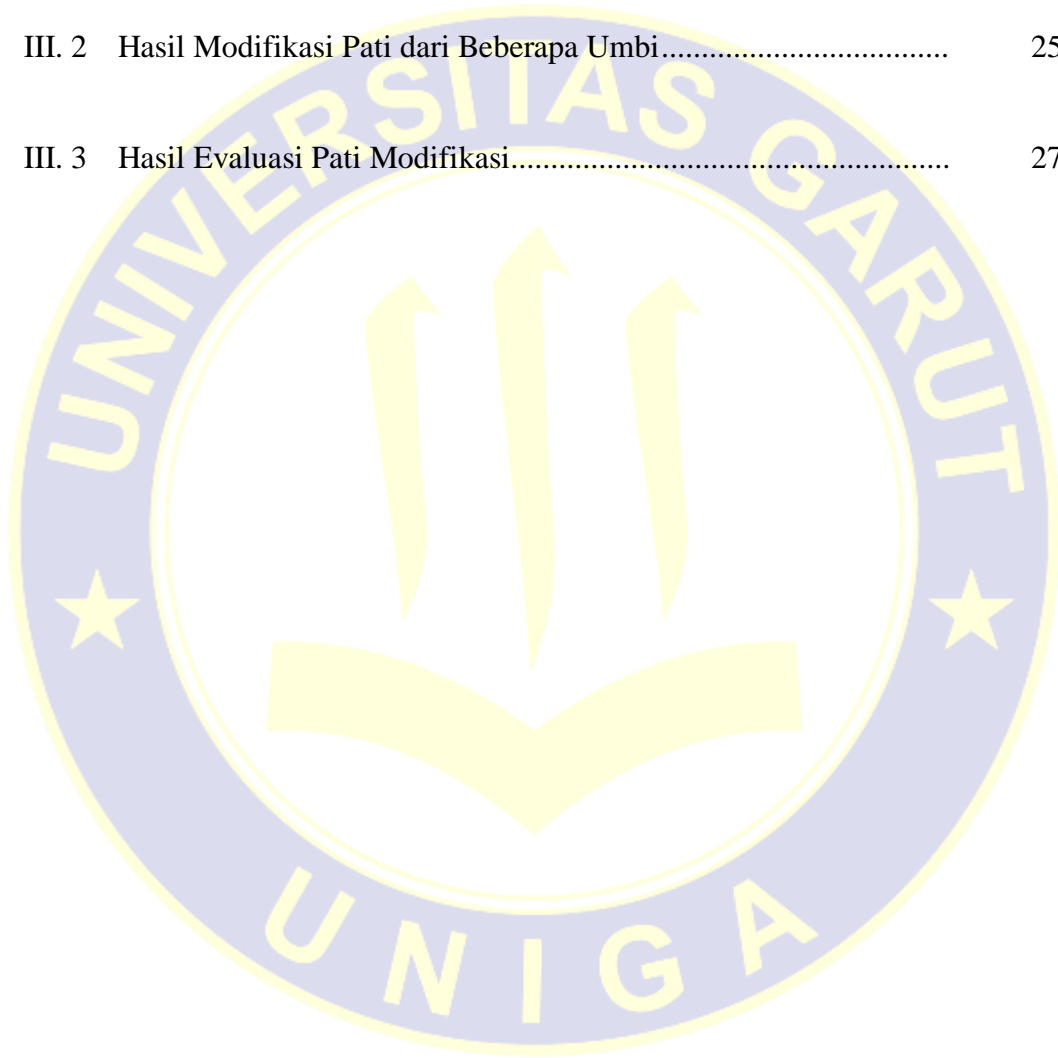 III. 2 Hasil Modifikasi Pati dari Beberapa Umbi.................................... 25
III. 3 Hasil Evaluasi Pati Modifikasi....................................................... 27
UNIVERSITAS GARUT
UNIGA